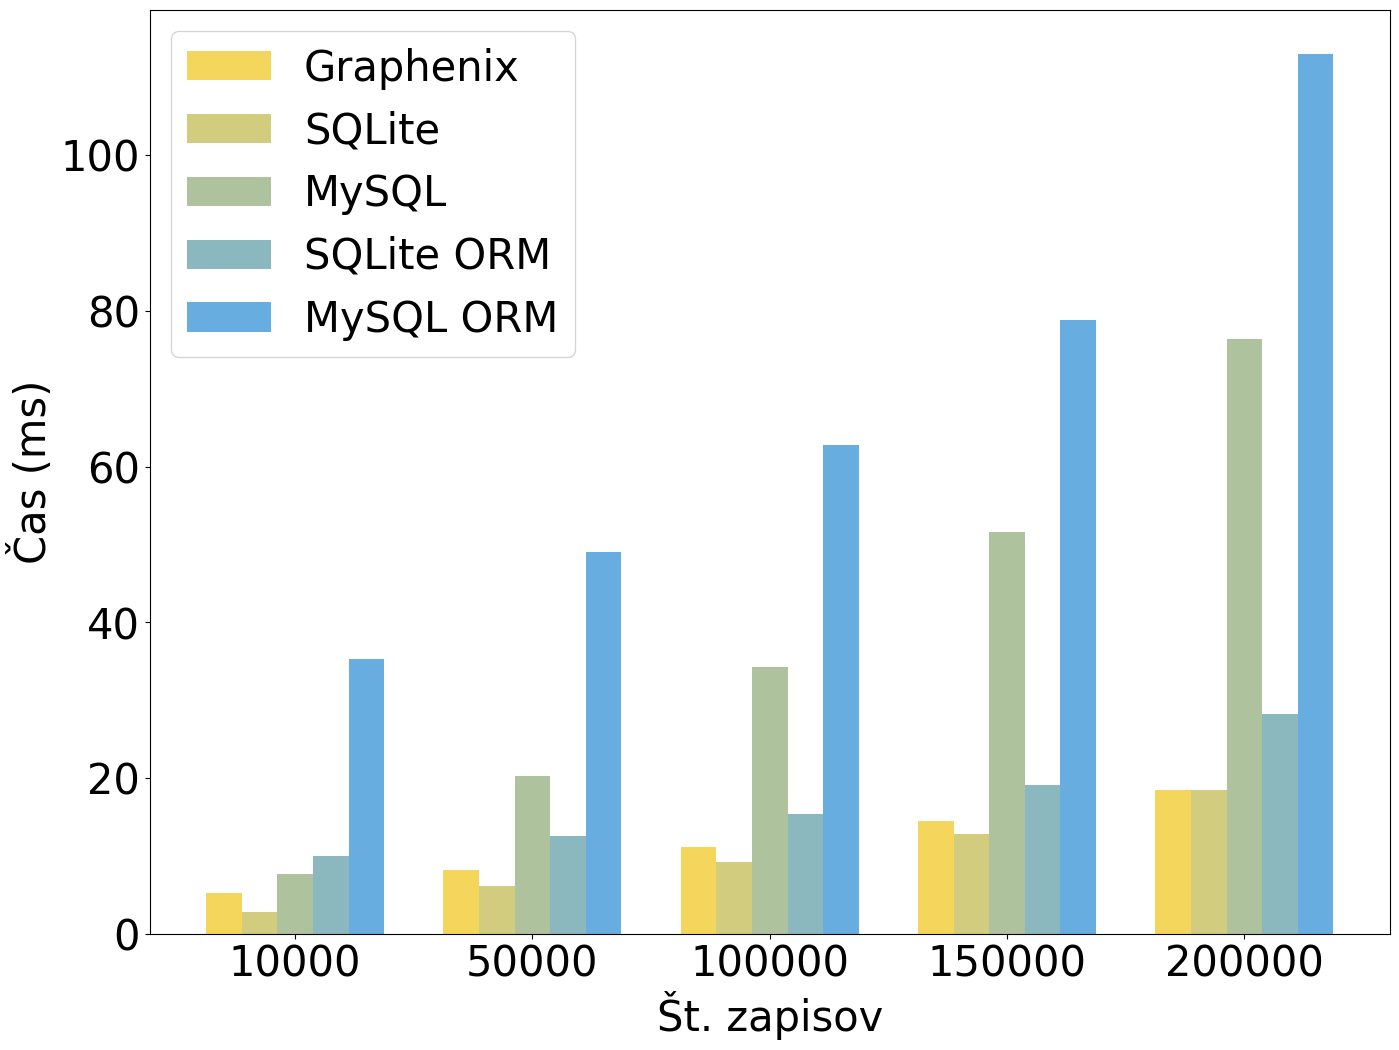 Graphenix
SQLite
MySQL
SQLite ORM
MySQL ORM
100
80
60
40
20
0
Čas (ms)
10000 50000 100000 150000 200000
Št. zapisov